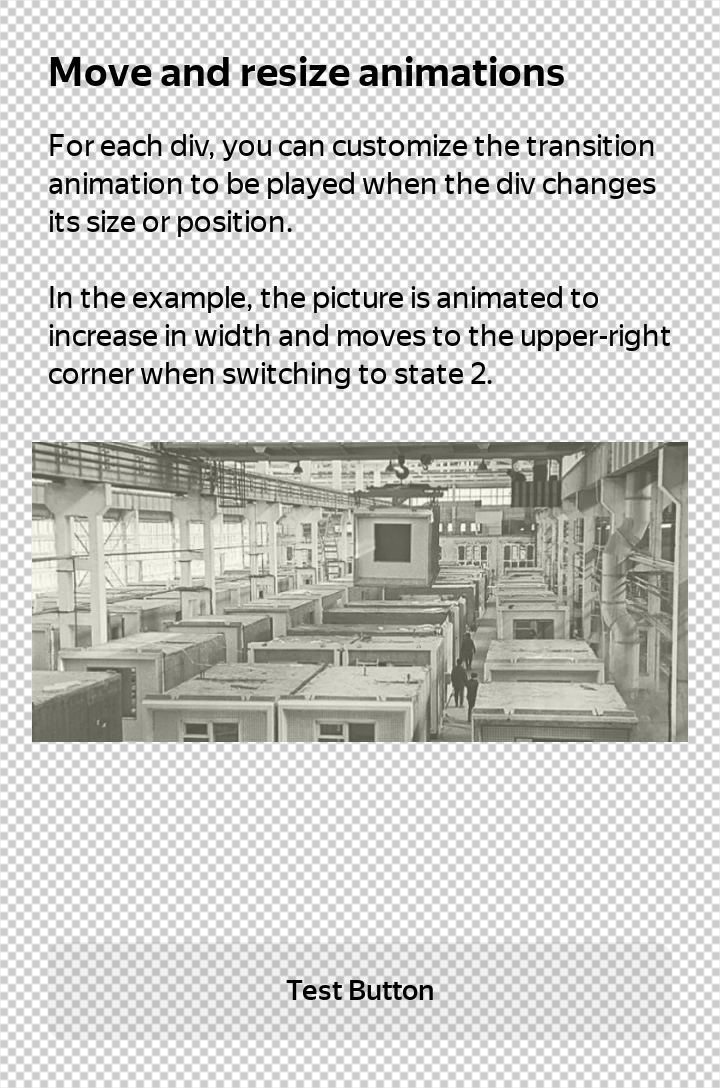 Move and resize animations
For each div, you can customize the transition
animation to be played when the div changes
its size or position.
In the example, the picture is animated to
increase in width and moves to the upper-right
corner when switching to state 2.
Test Button